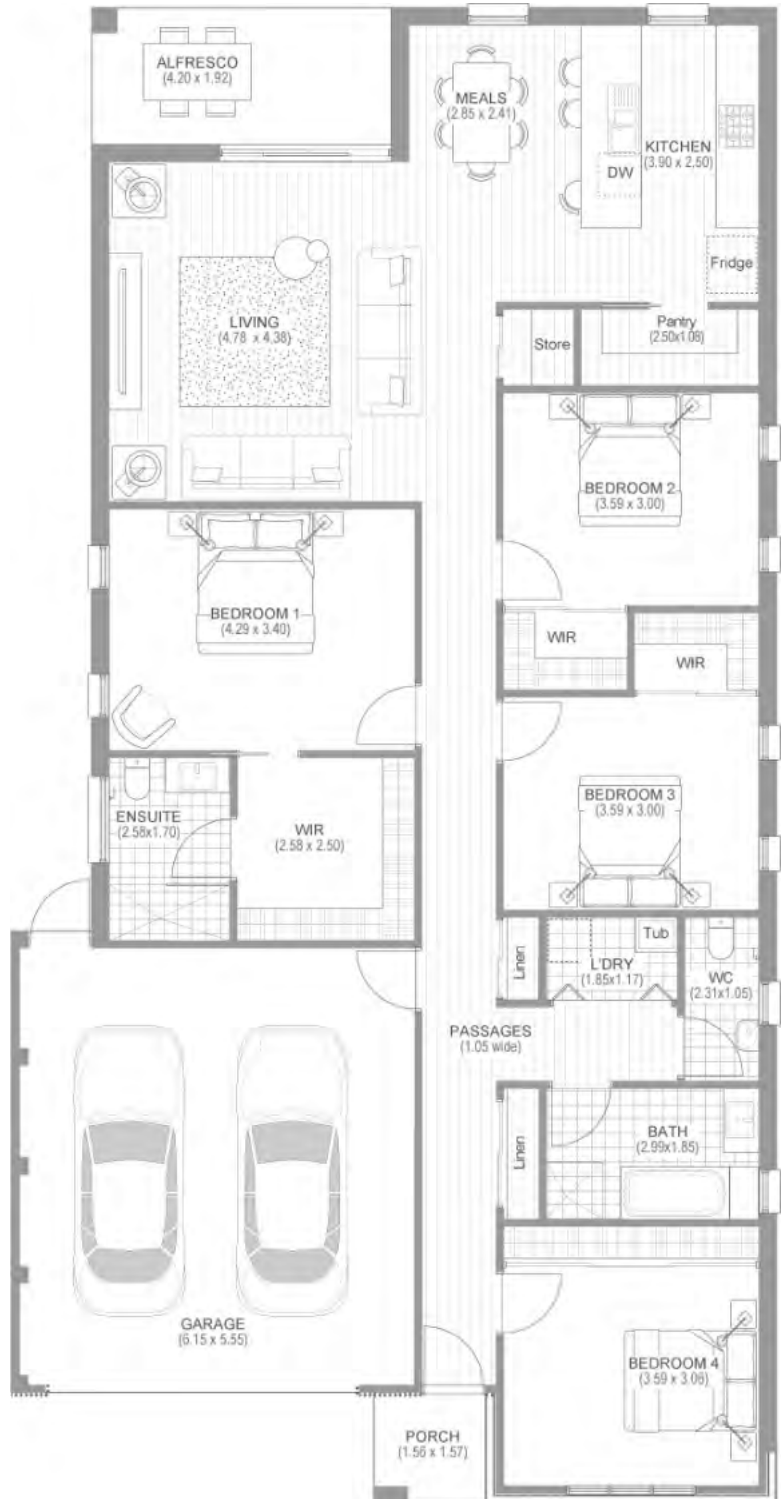 ALFRESCO
(4.20 x 1.92)
MEALS
(2.85 x 2.41)
KITCHEN
(3.90 x 2.50)
DW
Fridge
LIVING
(4.78 x 4.38)
Store
Pantry
(2.50x1.08)
BEDROOM 2
(3.59 x 3.00)
BEDROOM 1
(4.29 x 3.40)
WIR
WIR
ENSUITE
(2.58x1.70)
WIR
(2.58 x 2.50)
BEDROOM 3
(3.59 x 3.00)
Linen
L'DRY
(1.85x1.17)
Tub
WC
(2.31x1.05)
PASSAGES
(1.05 wide)
Linen
BATH
(2.99x1.85)
GARAGE
(6.15 x 5.55)
BEDROOM 4
(3.59 x 3.06)
PORCH
(1.56 x 1.57)